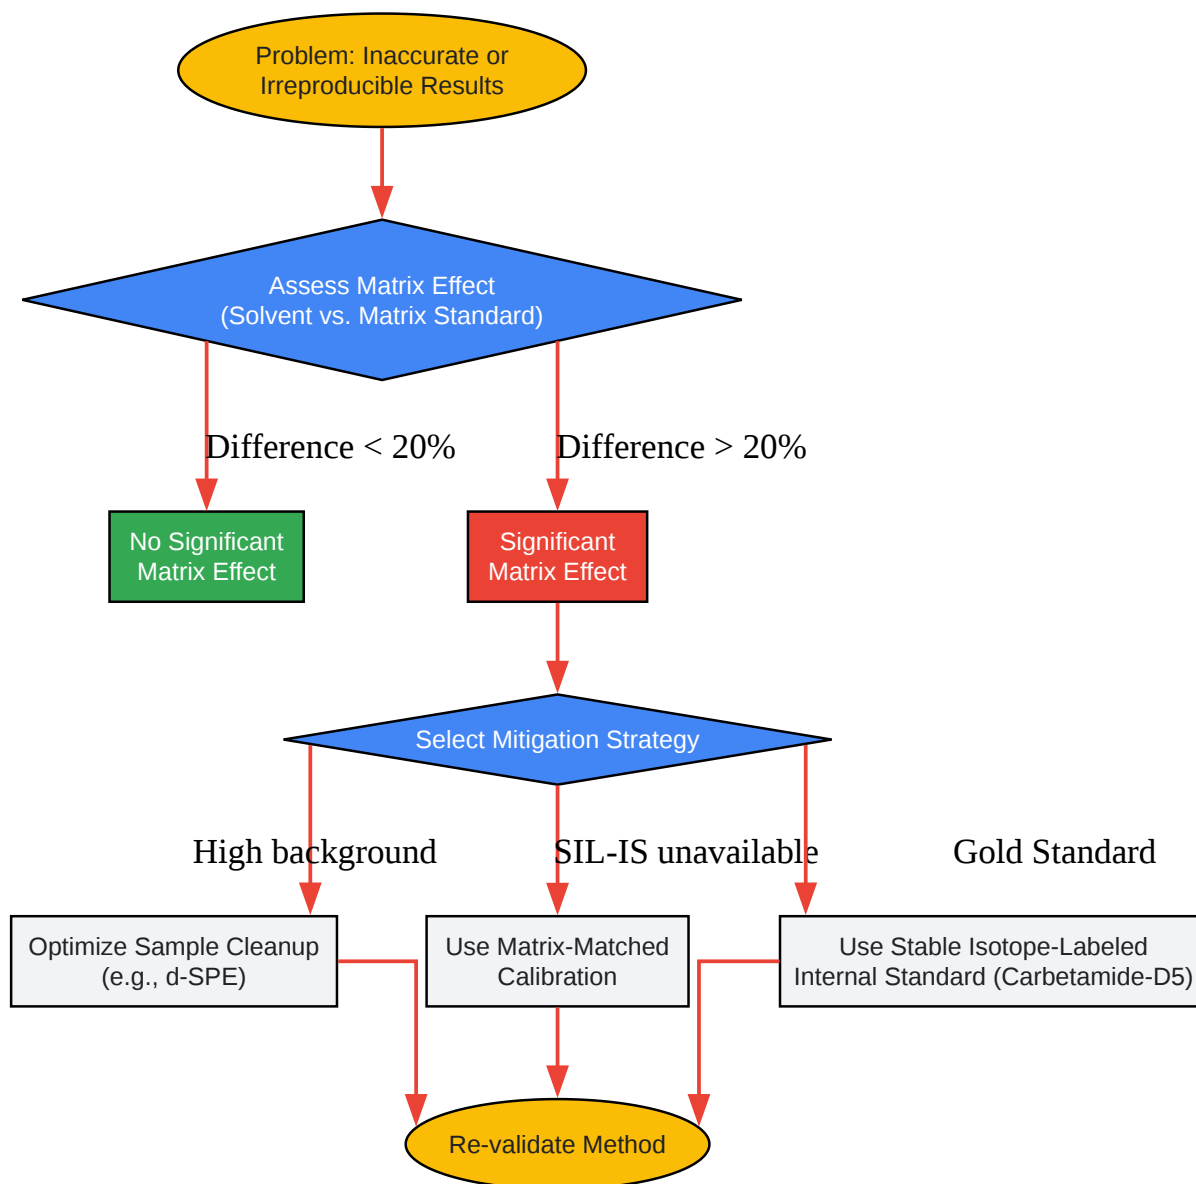 Problem: Inaccurate or
Irreproducible Results
Assess Matrix Effect
(Solvent vs. Matrix Standard)
Difference < 20%
Difference > 20%
No Significant
Matrix Effect
Significant
Matrix Effect
Select Mitigation Strategy
High background
SIL-IS unavailable
Gold Standard
Optimize Sample Cleanup
(e.g., d-SPE)
Use Matrix-Matched
Calibration
Use Stable Isotope-Labeled
Internal Standard (Carbetamide-D5)
Re-validate Method